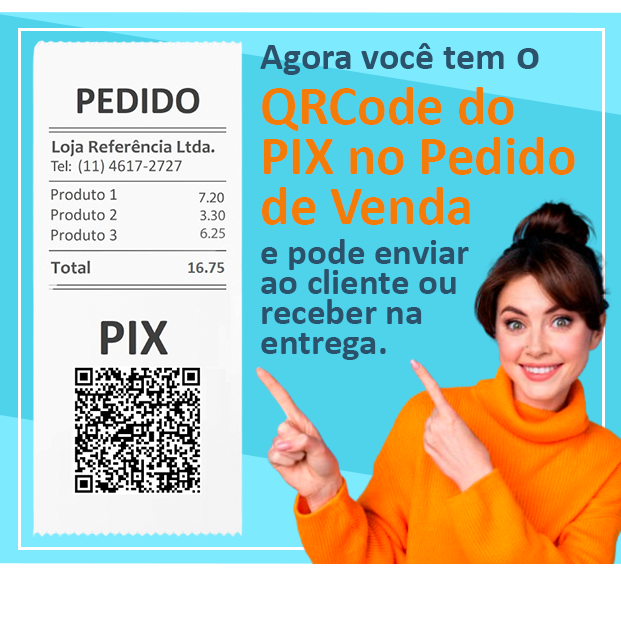 PEDIDO
Loja Referência Ltda.
Tel: (11) 4617-2727
Produto 1 7.20
Produto 2 3.30
Produto 3 6.25
Total 16.75
PIX
Agora você tem o
QRCode do
PIX no Pedido
de Venda
e pode enviar
ao cliente ou
receber na
entrega.